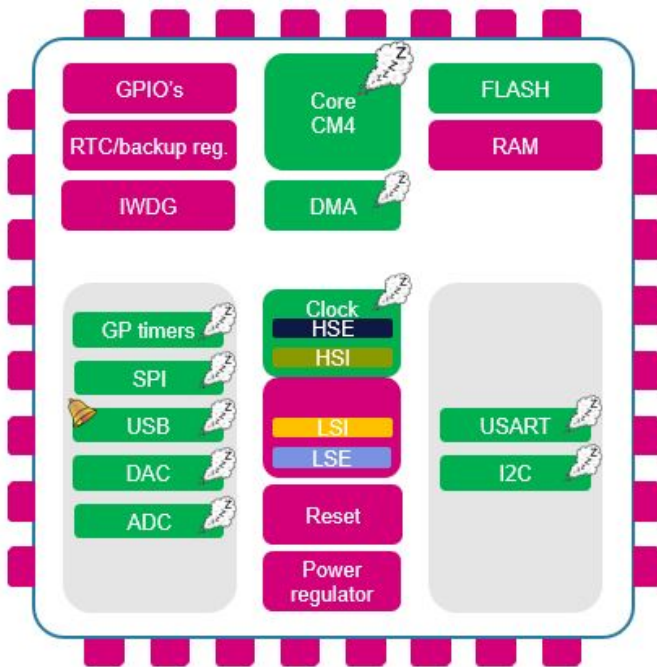 GPIO's
RTC/backup reg.
IWDG
Core
CM4
DMA
FLASH
RAM
GP timers
SPI
USB
DAC
ADC
Clock
HSE
HSI
LSI
LSE
Reset
Power
regulator
USART
I2C
Z
Z
Z
Z
Z
Z
Z
Z
Z
Z